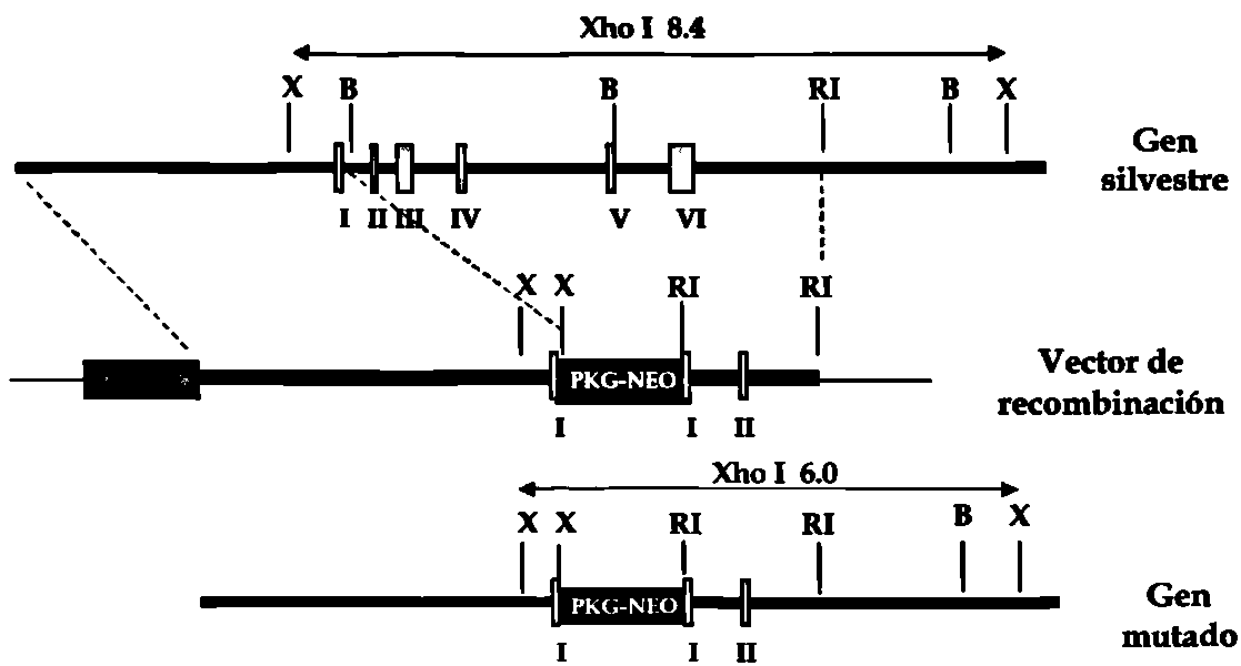 Xho I 8.4
X B B RI B X
Gen
silvestre
I II III IV V VI
X X RI RI
PKG-NEO
Vector de
recombinación
I I II
Xho I 6.0
X X RI RI B X
PKG-NEO
Gen
mutado
I I II